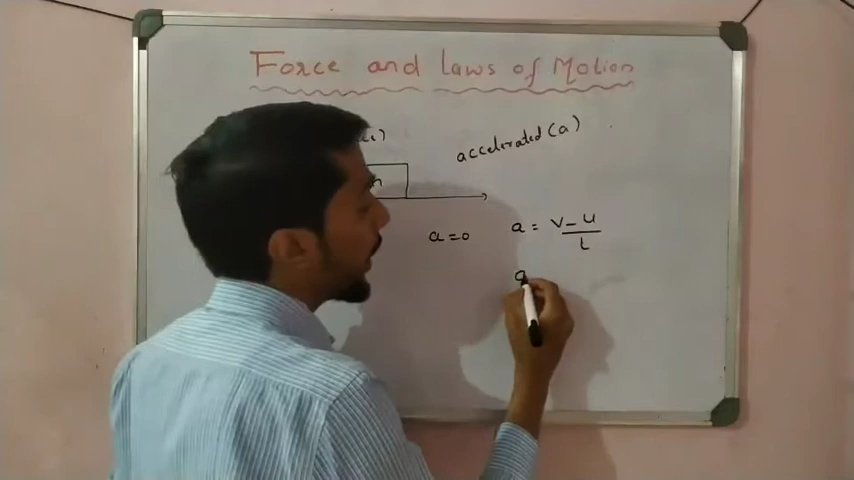 Force and Laws of Motion
accelerated (a)
a = 0
a = v - u / t
a